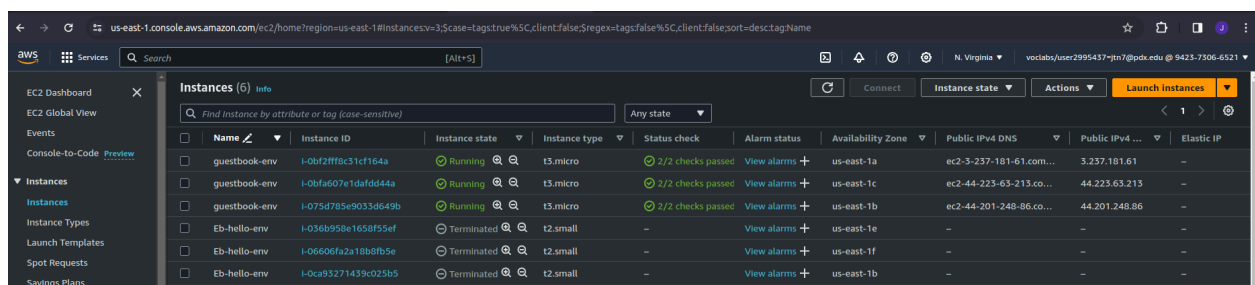 us-east-1.console.aws.amazon.com/ec2/home?region=us-east-1#Instances:v=3;$case=tags:true%5C,client:false;$regex=tags:false%5C,client:false;sort=desc:tag:Name J
aws Services Search [Alt+S] N. Virginia ▼ voclabs/user2995437=jtn7@pdx.edu @ 9423-7306-6521 ▼
EC2 Dashboard
EC2 Global View
Events
Console-to-Code Preview
▼ Instances
Instances
Instance Types
Launch Templates
Spot Requests
Savings Plans
Instances (6) Info Connect Instance state ▼ Actions ▼ Launch instances ▼
Find Instance by attribute or tag (case-sensitive) Any state ▼ < 1 >
Name ▼ Instance ID Instance state Instance type Status check Alarm status Availability Zone Public IPv4 DNS Public IPv4 ... Elastic IP
guestbook-env i-0bf2fff8c31cf164a Running t3.micro 2/2 checks passed View alarms + us-east-1a ec2-3-237-181-61.com... 3.237.181.61 –
guestbook-env i-0bfa607e1dafdd44a Running t3.micro 2/2 checks passed View alarms + us-east-1c ec2-44-223-63-213.co... 44.223.63.213 –
guestbook-env i-075d785e9033d649b Running t3.micro 2/2 checks passed View alarms + us-east-1b ec2-44-201-248-86.co... 44.201.248.86 –
Eb-hello-env i-036b958e1658f55ef Terminated t2.small – View alarms + us-east-1e – – –
Eb-hello-env i-06606fa2a18b8fb5e Terminated t2.small – View alarms + us-east-1f – – –
Eb-hello-env i-0ca93271439c025b5 Terminated t2.small – View alarms + us-east-1b – – –